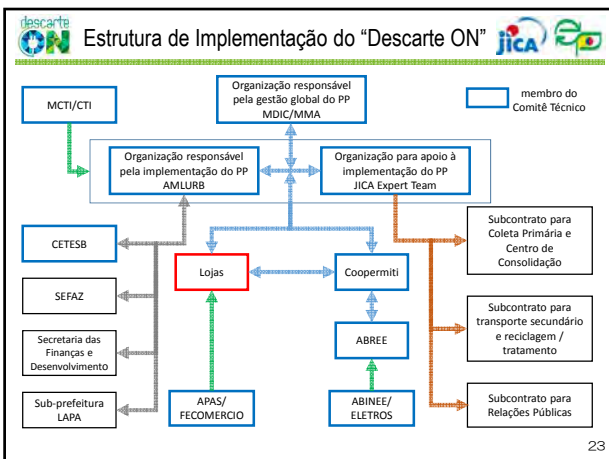 descarte
ON
Estrutura de Implementação do “Descarte ON”
JICA
MCTI/CTI
Organização responsável
pela gestão global do PP
MDIC/MMA
membro do
Comitê Técnico
Organização responsável
pela implementação do PP
AMLURB
Organização para apoio à
implementação do PP
JICA Expert Team
CETESB
SEFAZ
Secretaria das
Finanças e
Desenvolvimento
Sub-prefeitura
LAPA
Lojas
Coopermiti
ABREE
APAS/
FECOMERCIO
ABINEE/
ELETROS
Subcontrato para
Coleta Primária e
Centro de
Consolidação
Subcontrato para
transporte secundário
e reciclagem /
tratamento
Subcontrato para
Relações Públicas
23